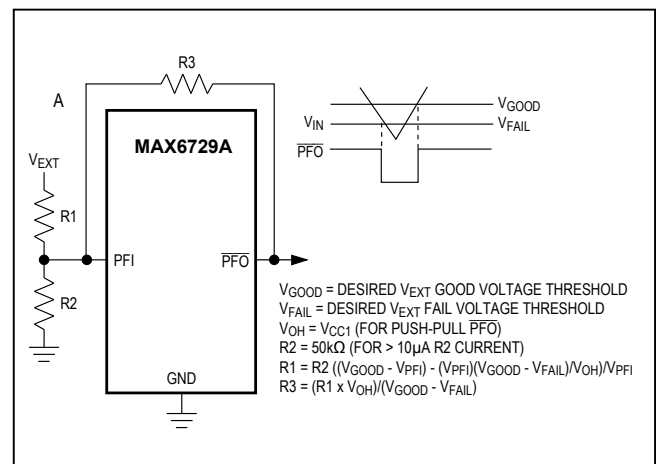 R3
A
MAX6729A
VGOOD
VIN
VFAIL
PFO
VEXT
R1
PFI
PFO
R2
GND
VGOOD = DESIRED VEXT GOOD VOLTAGE THRESHOLD
VFAIL = DESIRED VEXT FAIL VOLTAGE THRESHOLD
VOH = VCC1 (FOR PUSH-PULL PFO)
R2 = 50kΩ (FOR > 10µA R2 CURRENT)
R1 = R2 ((VGOOD - VPFI) - (VPFI)(VGOOD - VFAIL)/VOH)/VPFI
R3 = (R1 x VOH)/(VGOOD - VFAIL)